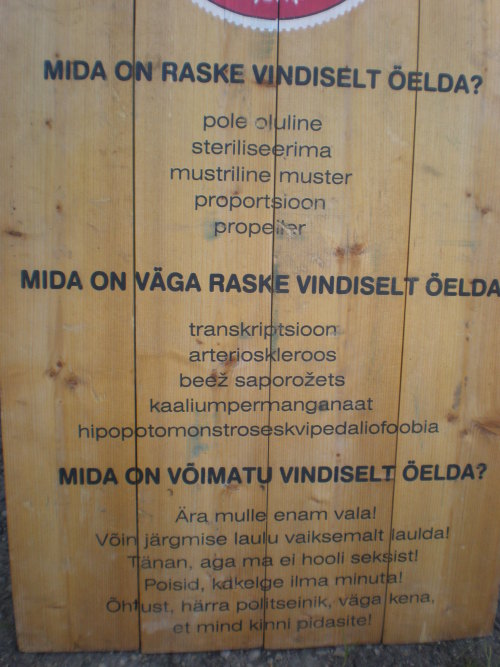 MIDA ON RASKE VINDISELT ÖELDA?
pole oluline
steriliseerima
mustriline muster
proportsioon
propeller
MIDA ON VÄGA RASKE VINDISELT ÖELDA
transkriptsioon
arterioskleroos
beež saporožets
kaaliumpermanganaat
hipopotomonstroseskvipedaliofoobia
MIDA ON VÕIMATU VINDISELT ÖELDA?
Ära mulle enam vala!
Võin järgmise laulu vaiksemalt laulda!
Tänan, aga ma ei hooli seksist!
Poisid, kakelge ilma minuta!
Õhtust, härra politseinik, väga kena,
et mind kinni pidasite!